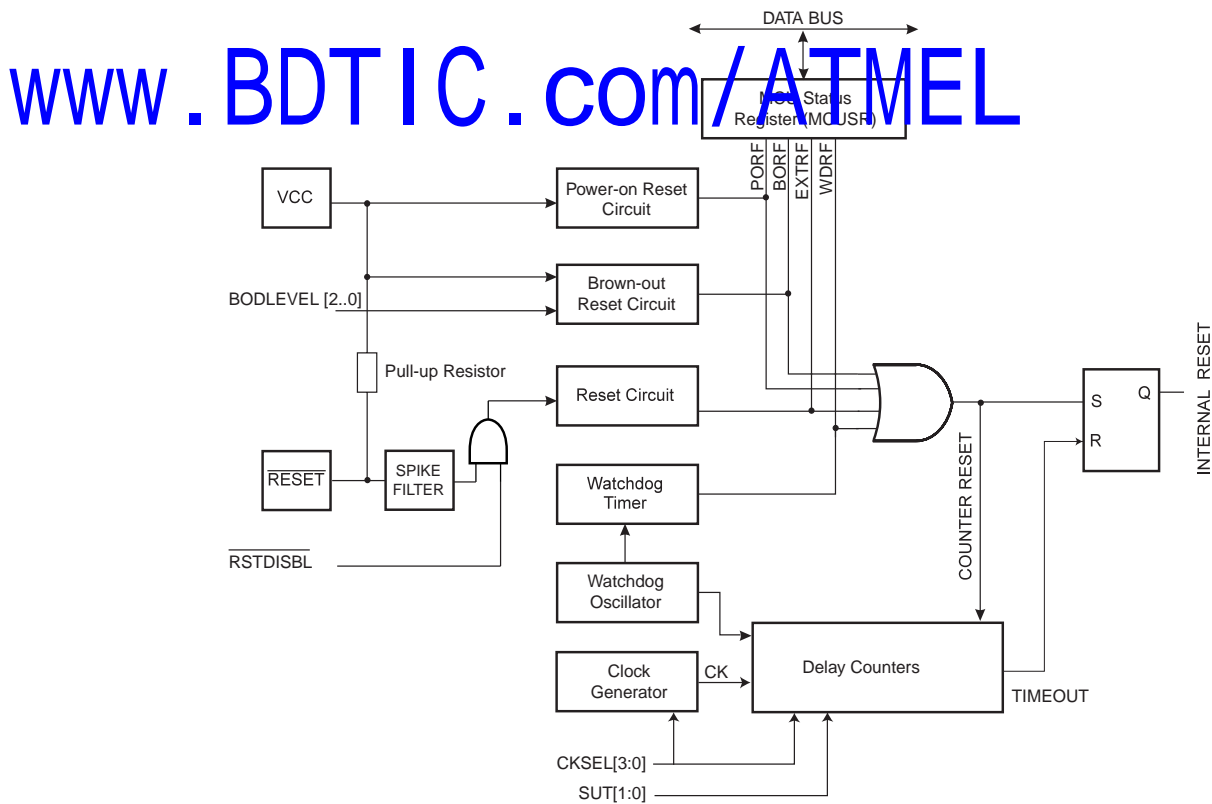 DATA BUS
www.BDTIC.com/ATMEL
MCU Status
Register (MCUSR)
PORF
BORF
EXTRF
WDRF
VCC
Power-on Reset
Circuit
BODLEVEL [2..0]
Brown-out
Reset Circuit
Pull-up Resistor
Reset Circuit
S
Q
R
INTERNAL RESET
RESET
SPIKE
FILTER
Watchdog
Timer
COUNTER RESET
RSTDISBL
Watchdog
Oscillator
Clock
Generator
CK
Delay Counters
TIMEOUT
CKSEL[3:0]
SUT[1:0]